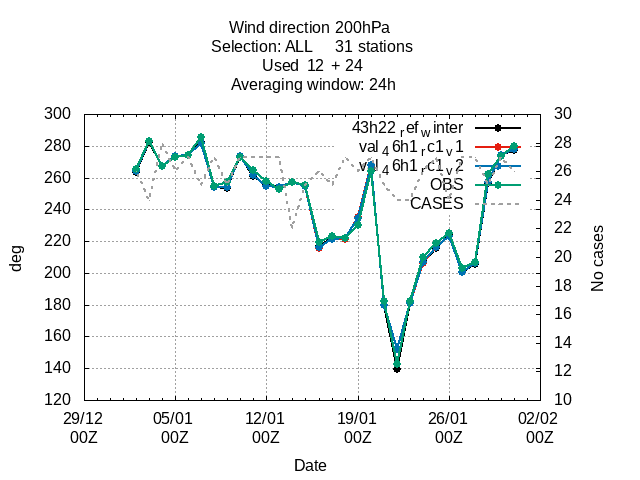 Wind direction 200hPa
Selection: ALL 31 stations
Used 12 + 24
Averaging window: 24h
300 30
280 28
260 26
240 24
220 22
200 20
180 18
160 16
140 14
120 12
10
deg
No cases
43h22refwinter
val46h1rc1v1
val46h1rc1v2
OBS
CASES
29/12 05/01 12/01 19/01 26/01 02/02
00Z 00Z 00Z 00Z 00Z 00Z
Date